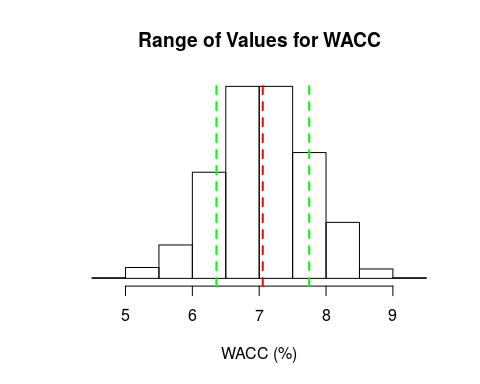 Range of Values for WACC
5 6 7 8 9
WACC (%)